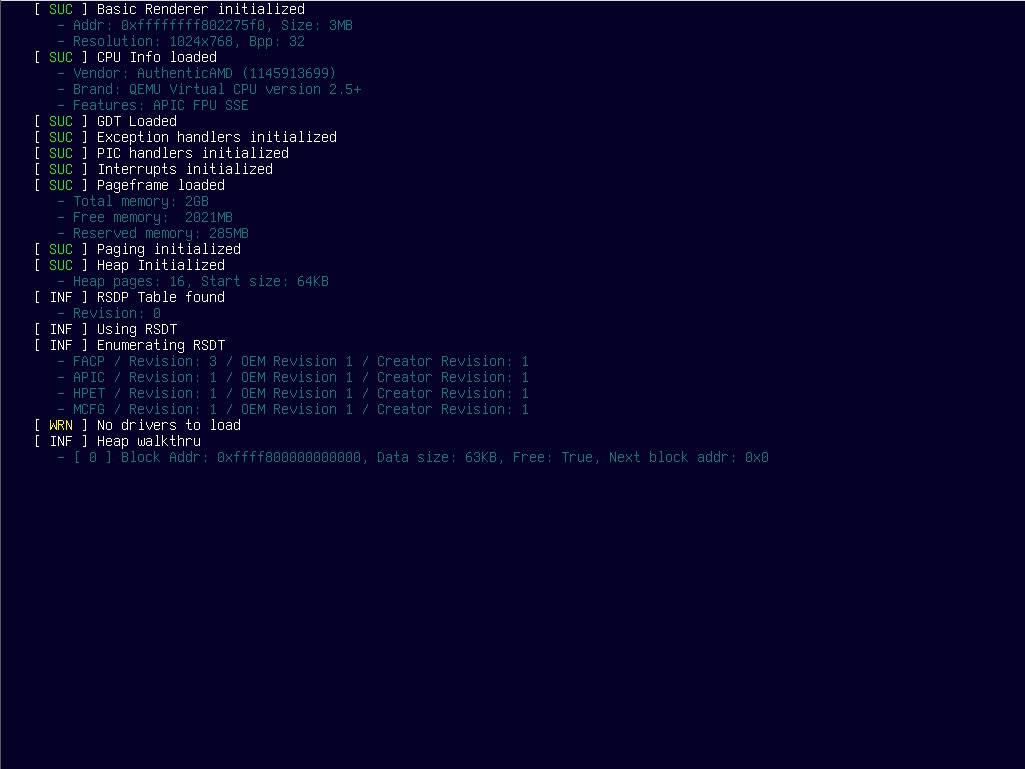 [ SUC ] Basic Renderer initialized
- Addr: 0xffffffff802275f0, Size: 3MB
- Resolution: 1024x768, Bpp: 32
[ SUC ] CPU Info loaded
- Vendor: AuthenticAMD (1145913699)
- Brand: QEMU Virtual CPU version 2.5+
- Features: APIC FPU SSE
[ SUC ] GDT Loaded
[ SUC ] Exception handlers initialized
[ SUC ] PIC handlers initialized
[ SUC ] Interrupts initialized
[ SUC ] Pageframe loaded
- Total memory: 2GB
- Free memory:  2021MB
- Reserved memory: 285MB
[ SUC ] Paging initialized
[ SUC ] Heap Initialized
- Heap pages: 16, Start size: 64KB
[ INF ] RSDP Table found
- Revision: 0
[ INF ] Using RSDT
[ INF ] Enumerating RSDT
- FACP / Revision: 3 / OEM Revision 1 / Creator Revision: 1
- APIC / Revision: 1 / OEM Revision 1 / Creator Revision: 1
- HPET / Revision: 1 / OEM Revision 1 / Creator Revision: 1
- MCFG / Revision: 1 / OEM Revision 1 / Creator Revision: 1
[ WRN ] No drivers to load
[ INF ] Heap walkthru
- [ 0 ] Block Addr: 0xffff800000000000, Data size: 63KB, Free: True, Next block addr: 0x0